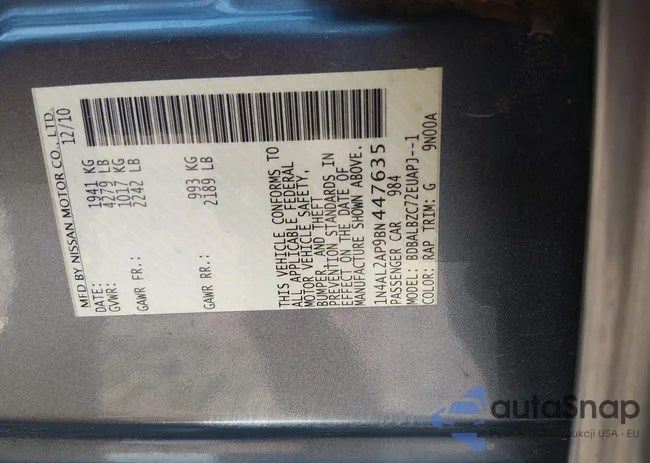 MFD BY NISSAN MOTOR CO., LTD.
DATE: 12/10
GVWR: 1941 KG
4279 LB
GAWR FR.: 1017 KG
2242 LB
GAWR RR.: 993 KG
2189 LB
THIS VEHICLE CONFORMS TO
ALL APPLICABLE FEDERAL
MOTOR VEHICLE SAFETY,
BUMPER, AND THEFT
PREVENTION STANDARDS IN
EFFECT ON THE DATE OF
MANUFACTURE SHOWN ABOVE.
1N4AL2AP9BN447635
PASSENGER CAR 984
MODEL: BDBALBZC72EUAPJ--1
COLOR: RAP TRIM: G 9N00A
autaSnap
USA - EU